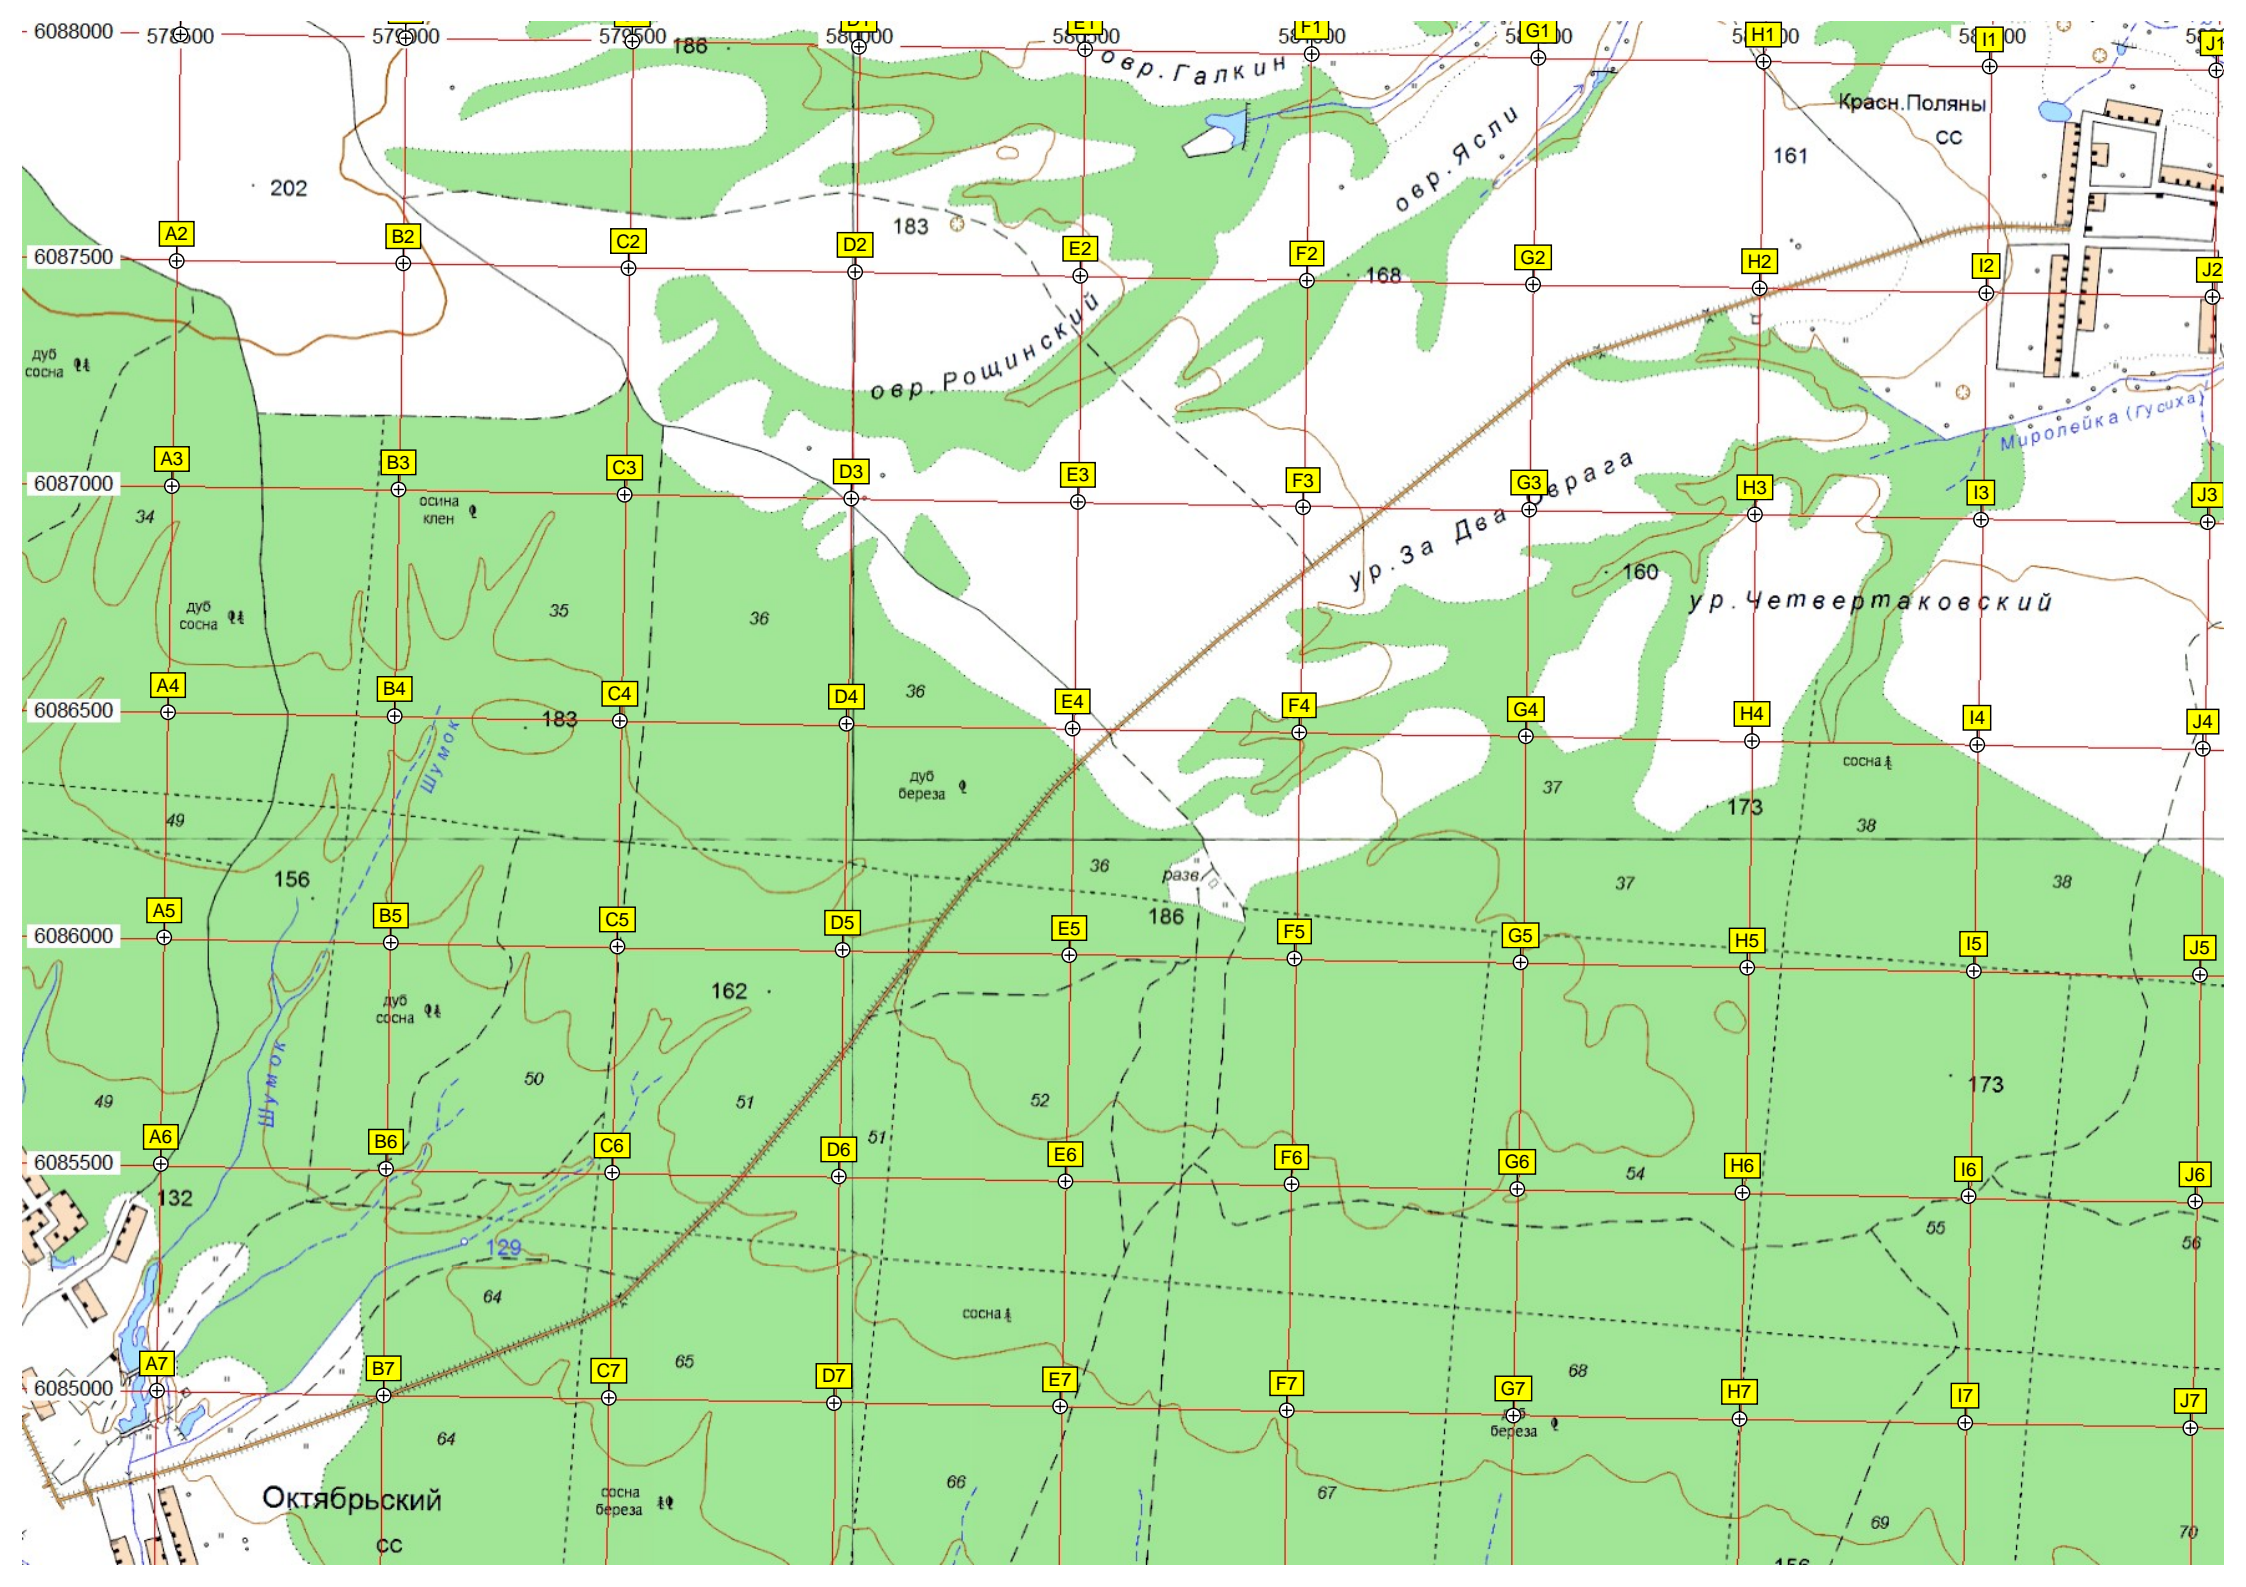 6088000
186
овр.Галкин
D1
E1
F1
G1
H1
I1
J1
Красн.Поляны
СС
овр.Ясли
161
202
183
A2
B2
C2
D2
E2
F2
G2
H2
I2
J2
6087500
168
дуб
сосна
овр.Рощинский
Миролейка (Гусиха)
A3
B3
C3
D3
E3
F3
G3
H3
I3
J3
6087000
осина
клен
34
ур.За Два
160
дуб
сосна
35
36
ур.Четвертаковский
36
A4
B4
C4
D4
E4
F4
G4
H4
I4
J4
6086500
183
Шумок
сосна
дуб
береза
37
173
49
38
36
разв.
156
37
38
186
A5
B5
C5
D5
E5
F5
G5
H5
I5
J5
6086000
162
дуб
сосна
Шумок
50
173
49
51
52
51
A6
B6
C6
D6
E6
F6
G6
H6
I6
J6
6085500
54
132
55
56
129
64
сосна
65
68
A7
B7
C7
D7
E7
F7
G7
H7
I7
J7
6085000
береза
64
66
67
сосна
береза
Октябрьский
СС
69
70